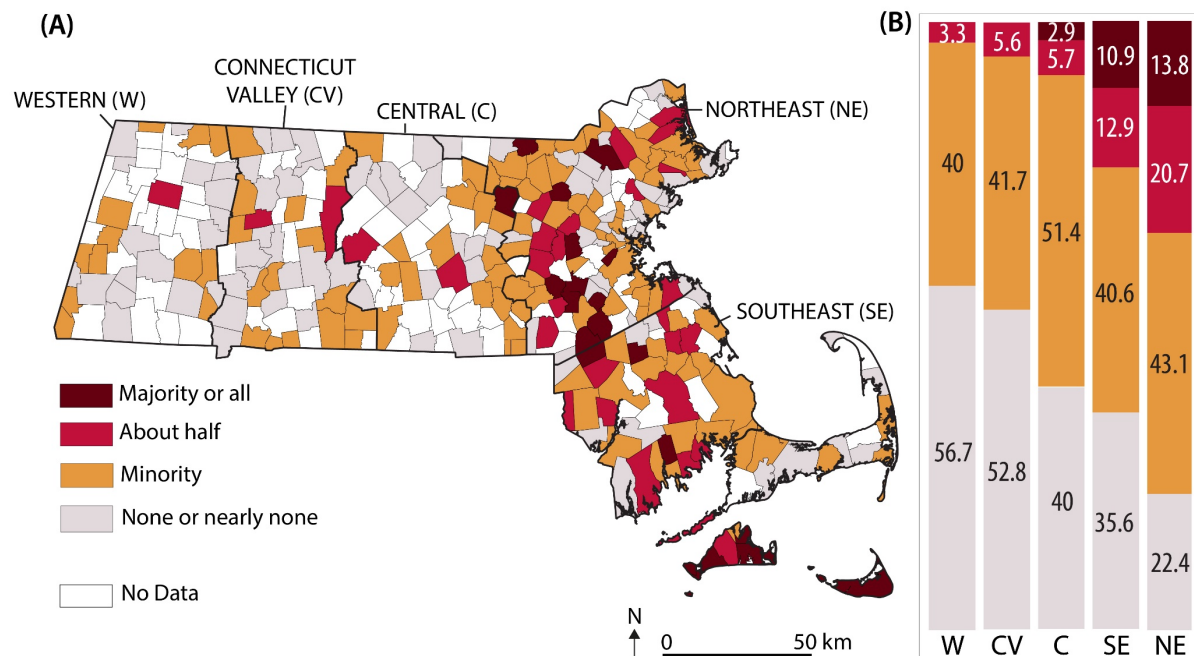 (A)
WESTERN (W)
CONNECTICUT
VALLEY (CV)
CENTRAL (C)
NORTHEAST (NE)
SOUTHEAST (SE)
Majority or all
About half
Minority
None or nearly none
No Data
N
0 50 km
(B)
3.3 5.6 2.9 10.9 13.8
5.7
12.9 20.7
40 41.7 51.4 40.6 43.1
56.7 52.8 40 35.6 22.4
W CV C SE NE